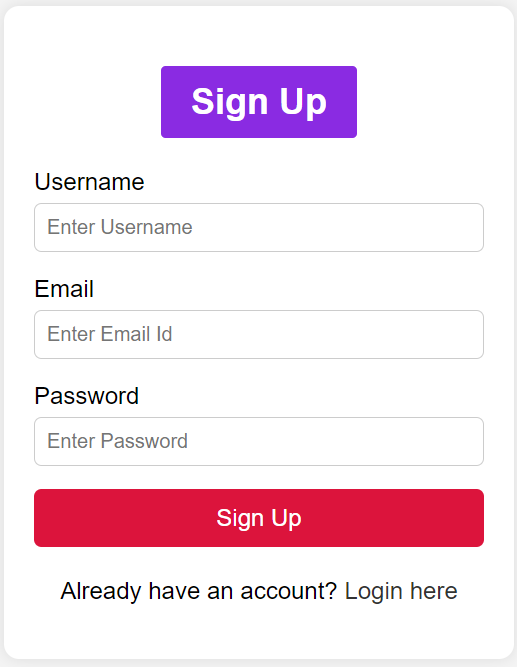 Sign Up
Username
Enter Username
Email
Enter Email Id
Password
Enter Password
Sign Up
Already have an account? Login here